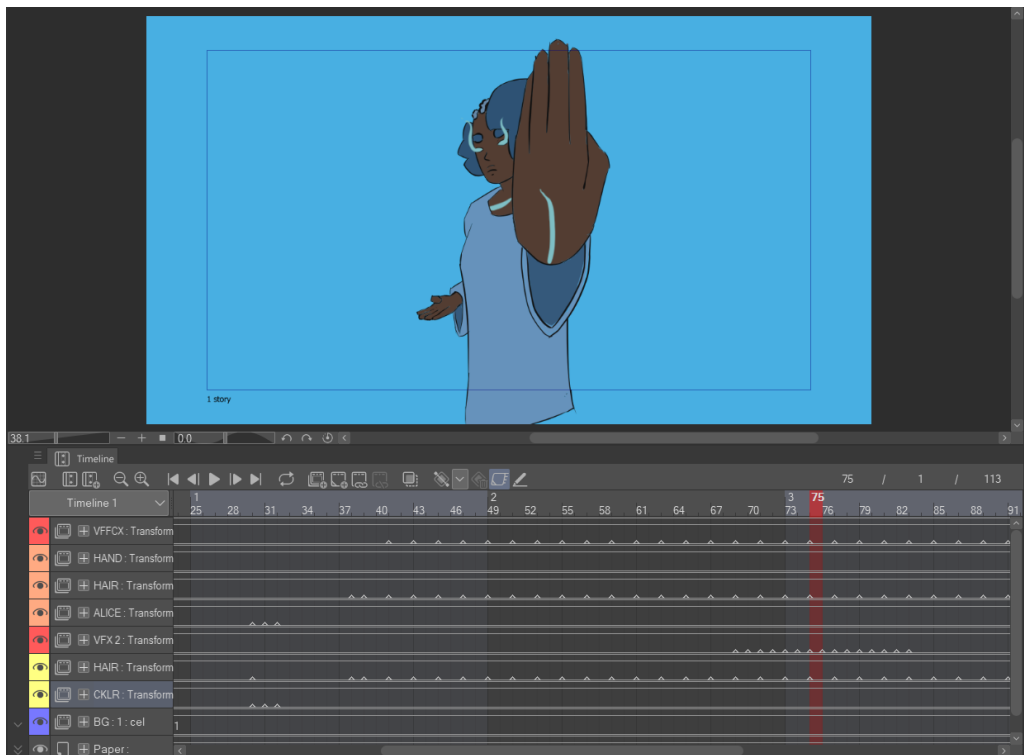 1 story
38.1
0.0
Timeline
75 / 1 / 113
Timeline 1
1 2 3 75
25 28 31 34 37 40 43 46 49 52 55 58 61 64 67 70 73 76 79 82 85 88 91
VFFCX : Transform
HAND : Transform
HAIR : Transform
ALICE : Transform
VFX 2 : Transform
HAIR : Transform
CKLR : Transform
BG : 1 : cel
1
Paper :